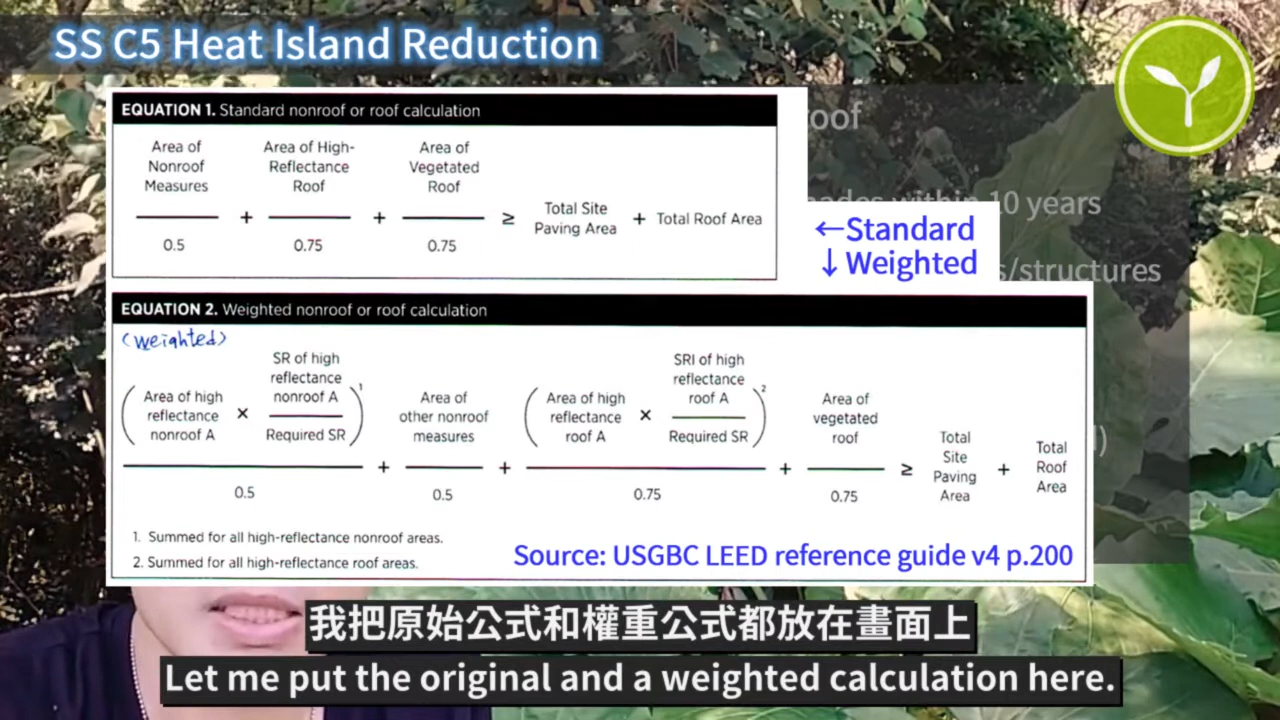 SS C5 Heat Island Reduction
EQUATION 1. Standard nonroof or roof calculation
Area of
Nonroof
Measures
0.5
+
Area of High-
Reflectance
Roof
0.75
+
Area of
Vegetated
Roof
0.75
≥
Total Site
Paving Area
+
Total Roof Area
oof
within 10 years
s/structures
←Standard
↓Weighted
EQUATION 2. Weighted nonroof or roof calculation
(weighted)
(
Area of high
reflectance
nonroof A
×
SR of high
reflectance
nonroof A
Required SR
)1
0.5
+
Area of
other nonroof
measures
0.5
+
(
Area of high
reflectance
roof A
×
SRI of high
reflectance
roof A
Required SR
)2
0.75
+
Area of
vegetated
roof
0.75
≥
Total
Site
Paving
Area
+
Total
Roof
Area
)
1. Summed for all high-reflectance nonroof areas.
2. Summed for all high-reflectance roof areas.
Source: USGBC LEED reference guide v4 p.200
我把原始公式和權重公式都放在畫面上
Let me put the original and a weighted calculation here.